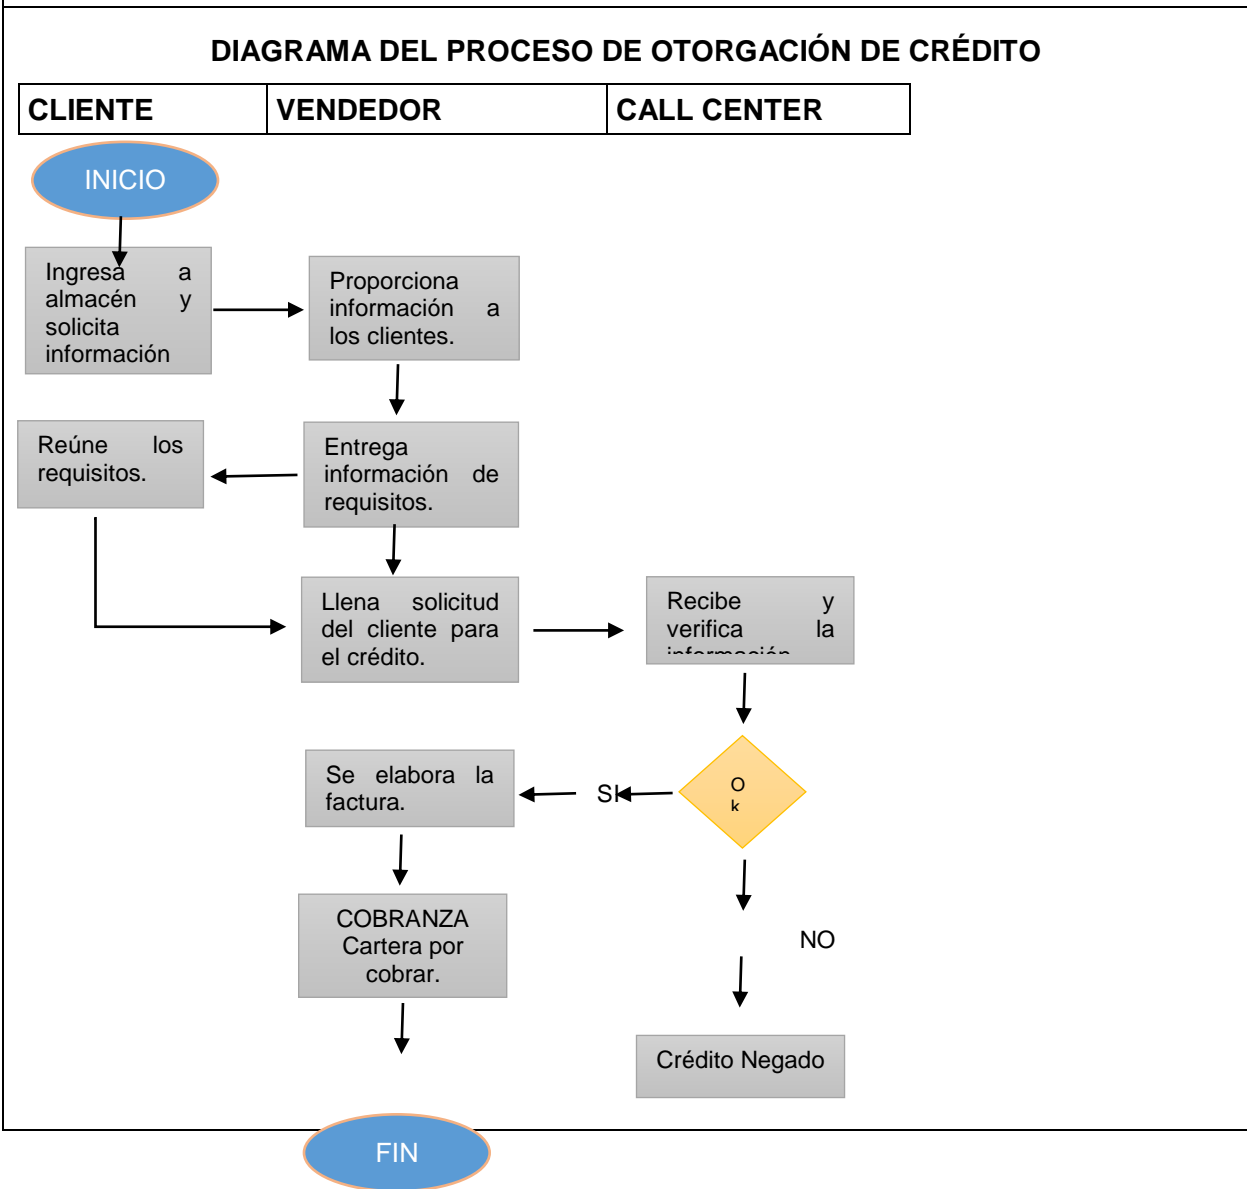 DIAGRAMA DEL PROCESO DE OTORGACIÓN DE CRÉDITO
CLIENTE VENDEDOR CALL CENTER
INICIO
Ingresa a
almacén y
solicita
información
Proporciona
información a
los clientes.
Reúne los
requisitos.
Entrega
información de
requisitos.
Llena solicitud
del cliente para
el crédito.
Recibe y
verifica la
información
Se elabora la
factura.
SI
O
k
COBRANZA
Cartera por
cobrar.
NO
Crédito Negado
FIN